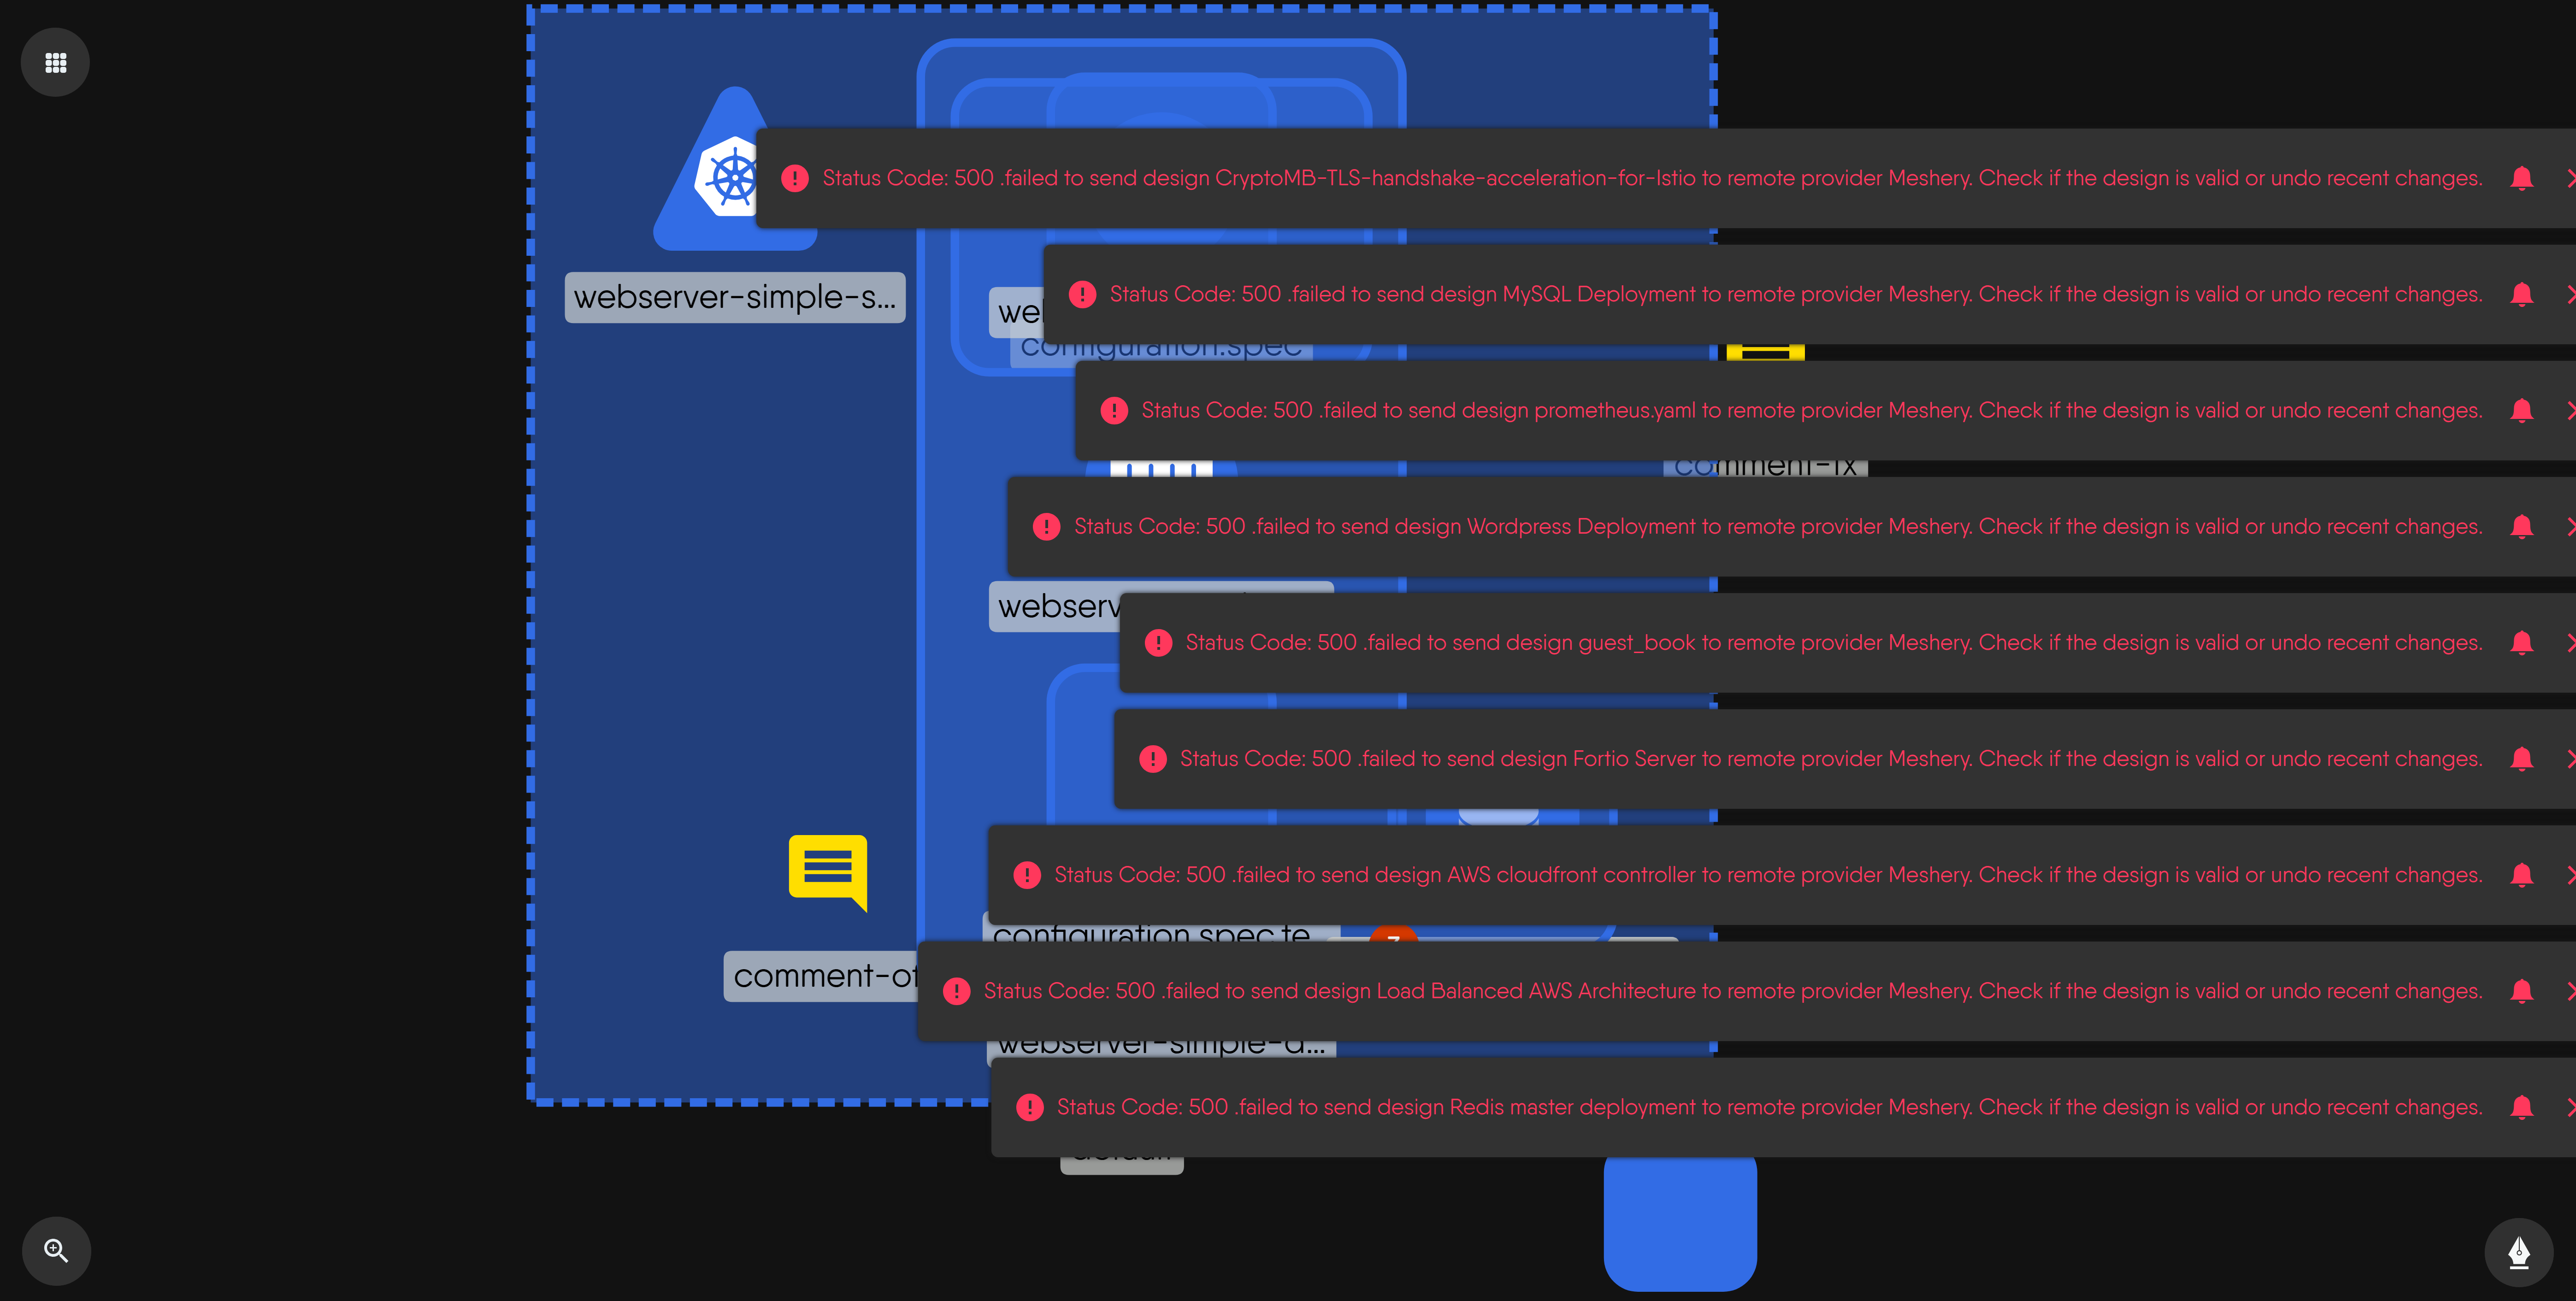 Status Code: 500 .failed to send design CryptoMB-TLS-handshake-acceleration-for-Istio to remote provider Meshery. Check if the design is valid or undo recent changes.
webserver-simple-s...
Status Code: 500 .failed to send design MySQL Deployment to remote provider Meshery. Check if the design is valid or undo recent changes.
configuration.spec
Status Code: 500 .failed to send design prometheus.yaml to remote provider Meshery. Check if the design is valid or undo recent changes.
comment-fx
Status Code: 500 .failed to send design Wordpress Deployment to remote provider Meshery. Check if the design is valid or undo recent changes.
webserv
Status Code: 500 .failed to send design guest_book to remote provider Meshery. Check if the design is valid or undo recent changes.
Status Code: 500 .failed to send design Fortio Server to remote provider Meshery. Check if the design is valid or undo recent changes.
Status Code: 500 .failed to send design AWS cloudfront controller to remote provider Meshery. Check if the design is valid or undo recent changes.
configuration.spec.te
comment-of
Status Code: 500 .failed to send design Load Balanced AWS Architecture to remote provider Meshery. Check if the design is valid or undo recent changes.
webserver-simple-d...
Status Code: 500 .failed to send design Redis master deployment to remote provider Meshery. Check if the design is valid or undo recent changes.
default